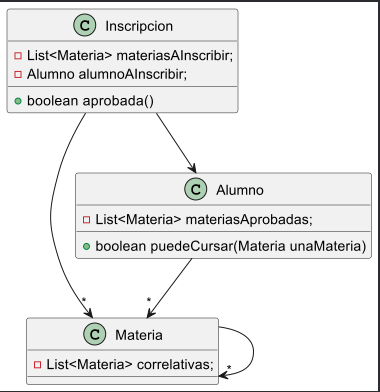 C Inscripcion
List<Materia> materiasAInscribir;
Alumno alumnoAInscribir;
boolean aprobada()
C Alumno
List<Materia> materiasAprobadas;
boolean puedeCursar(Materia unaMateria)
* *
C Materia
List<Materia> correlativas;
*